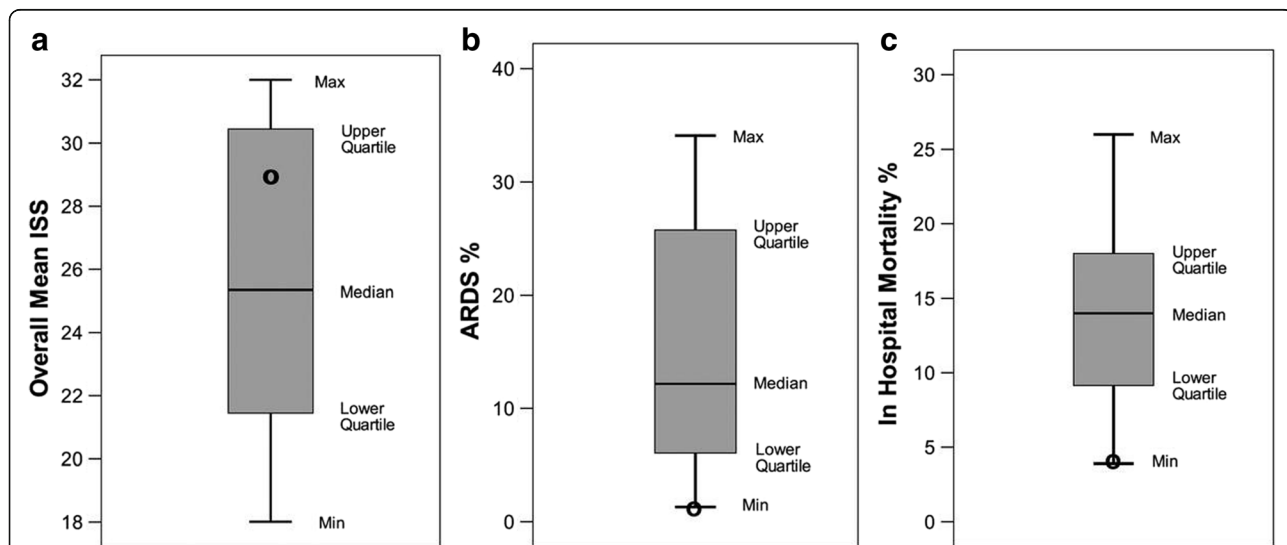 a
32
30
28
26
24
22
20
18
Overall Mean ISS
Max
Upper
Quartile
Median
Lower
Quartile
Min
b
40
30
20
10
0
ARDS %
Max
Upper
Quartile
Median
Lower
Quartile
Min
c
30
25
20
15
10
5
0
In Hospital Mortality %
Max
Upper
Quartile
Median
Lower
Quartile
Min